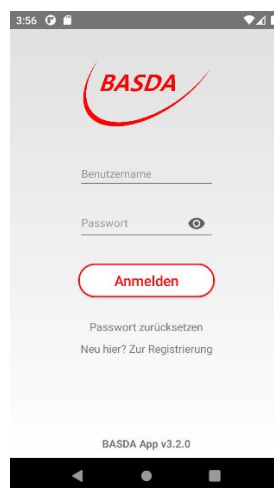 3:56
BASDA
Benutzername
Passwort
Anmelden
Passwort zurücksetzen
Neu hier? Zur Registrierung
BASDA App v3.2.0